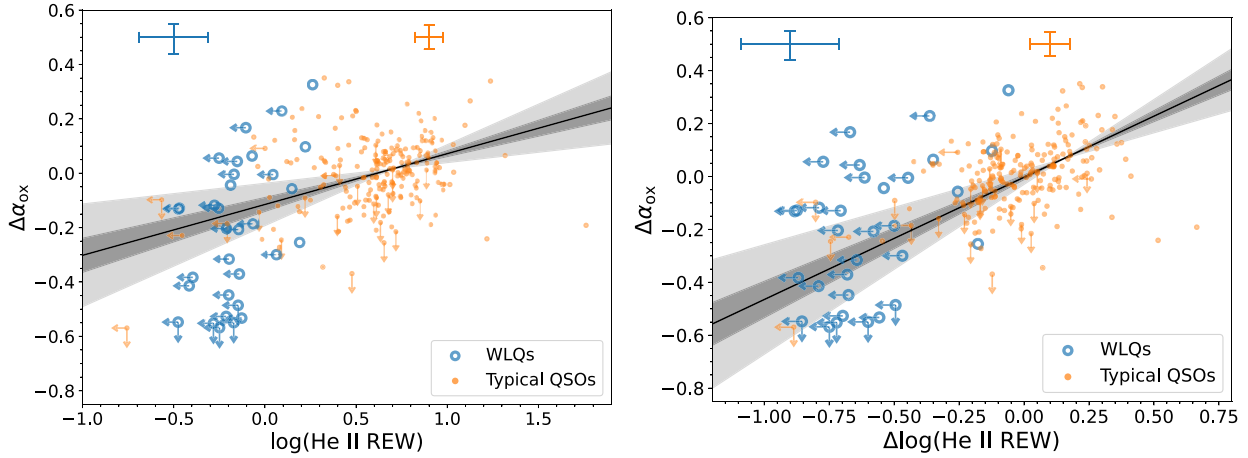 0.6
0.4
0.2
0.0
−0.2
−0.4
−0.6
−0.8
Δα_ox
−1.0 −0.5 0.0 0.5 1.0 1.5
log(He II REW)
WLQs
Typical QSOs
0.6
0.4
0.2
0.0
−0.2
−0.4
−0.6
−0.8
Δα_ox
−1.00 −0.75 −0.50 −0.25 0.00 0.25 0.50 0.75
Δlog(He II REW)
WLQs
Typical QSOs